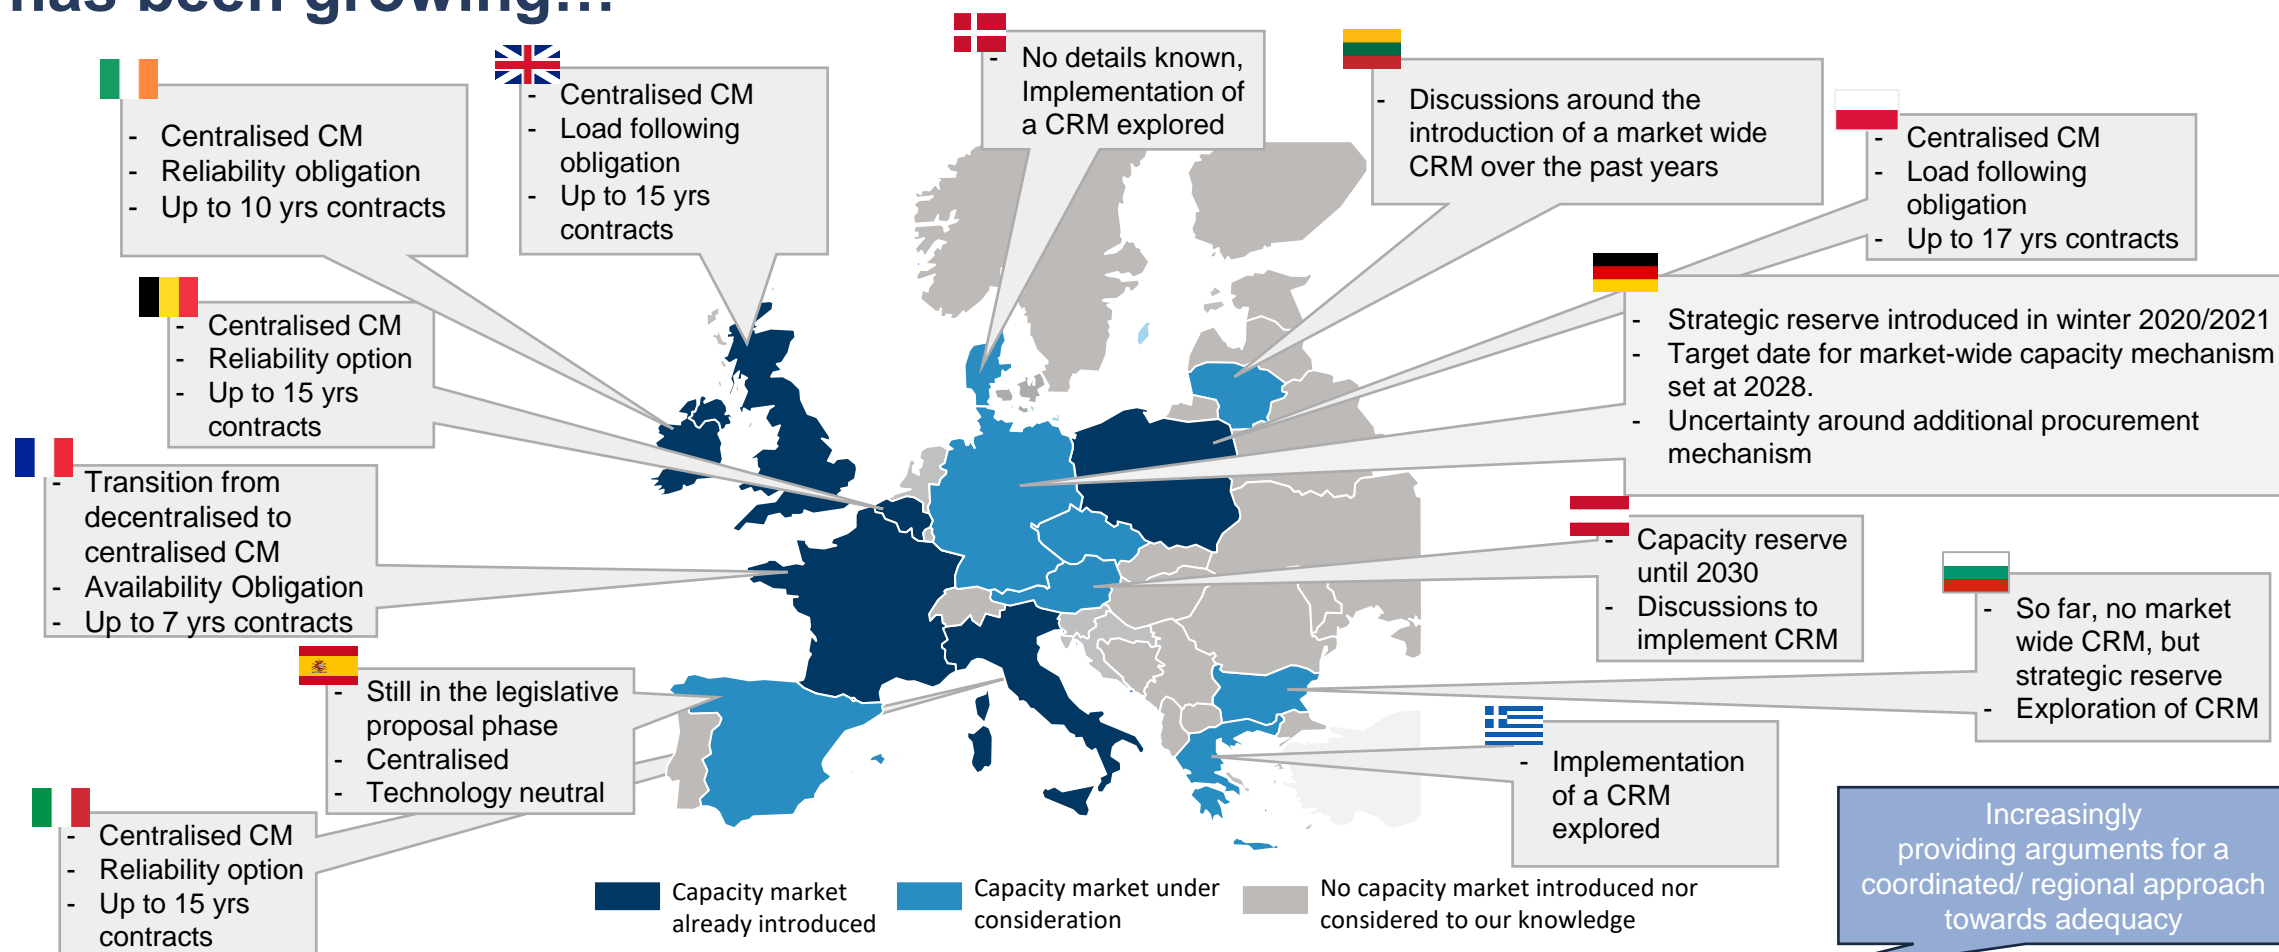 has been growing...
- Centralised CM
- Reliability obligation
- Up to 10 yrs contracts
- Centralised CM
- Load following
obligation
- Up to 15 yrs
contracts
- No details known,
Implementation of
a CRM explored
- Discussions around the
introduction of a market wide
CRM over the past years
- Centralised CM
- Load following
obligation
- Up to 17 yrs contracts
- Centralised CM
- Reliability option
- Up to 15 yrs
contracts
- Strategic reserve introduced in winter 2020/2021
- Target date for market-wide capacity mechanism
set at 2028.
- Uncertainty around additional procurement
mechanism
- Transition from
decentralised to
centralised CM
- Availability Obligation
- Up to 7 yrs contracts
- Capacity reserve
until 2030
- Discussions to
implement CRM
- So far, no market
wide CRM, but
strategic reserve
- Exploration of CRM
- Still in the legislative
proposal phase
- Centralised
- Technology neutral
- Implementation
of a CRM
explored
- Centralised CM
- Reliability option
- Up to 15 yrs
contracts
Capacity market
already introduced
Capacity market under
consideration
No capacity market introduced nor
considered to our knowledge
Increasingly
providing arguments for a
coordinated/ regional approach
towards adequacy